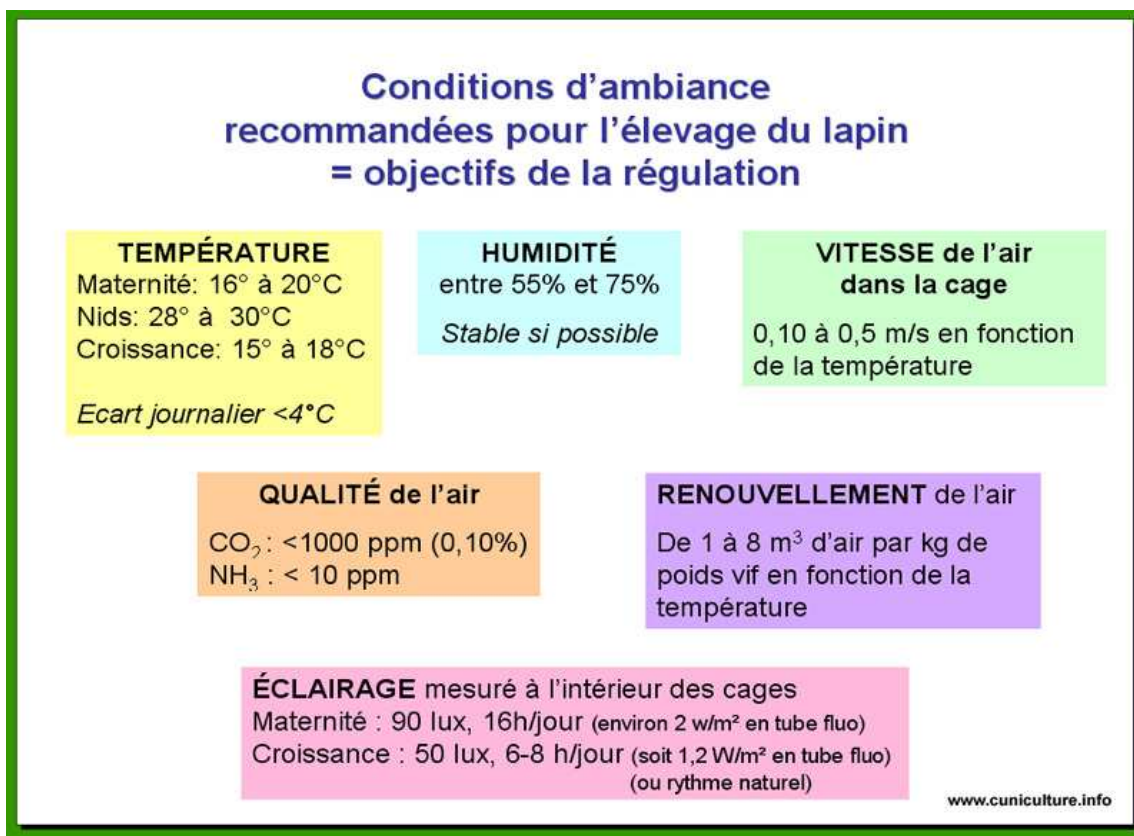 Conditions d'ambiance
recommandées pour l'élevage du lapin
= objectifs de la régulation
TEMPÉRATURE
Maternité: 16° à 20°C
Nids: 28° à 30°C
Croissance: 15° à 18°C
Ecart journalier <4°C
HUMIDITÉ
entre 55% et 75%
Stable si possible
VITESSE de l'air
dans la cage
0,10 à 0,5 m/s en fonction
de la température
QUALITÉ de l'air
CO₂ : <1000 ppm (0,10%)
NH₃ : < 10 ppm
RENOUVELLEMENT de l'air
De 1 à 8 m³ d'air par kg de
poids vif en fonction de la
température
ÉCLAIRAGE mesuré à l'intérieur des cages
Maternité : 90 lux, 16h/jour (environ 2 w/m² en tube fluo)
Croissance : 50 lux, 6-8 h/jour (soit 1,2 W/m² en tube fluo)
(ou rythme naturel)
www.cuniculture.info